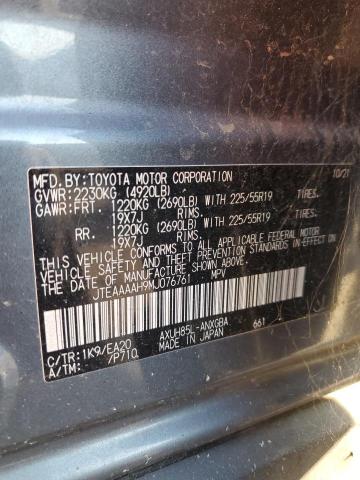 MFD.BY:TOYOTA MOTOR CORPORATION 10/21
GVWR:2230KG (4920LB)
GAWR:FRT. 1220KG (2690LB) WITH 225/55R19 TIRES,
19X7J RIMS.
RR. 1220KG (2690LB) WITH 225/55R19 TIRES,
19X7J RIMS.
THIS VEHICLE CONFORMS TO ALL APPLICABLE FEDERAL MOTOR
VEHICLE SAFETY AND THEFT PREVENTION STANDARDS IN EFFECT ON
THE DATE OF MANUFACTURE SHOWN ABOVE.
JTEAAAAH9MJ076761 MPV
C/TR:1K9/EA20 AXUH85L-ANXGBA 661
A/TM: /P710 MADE IN JAPAN